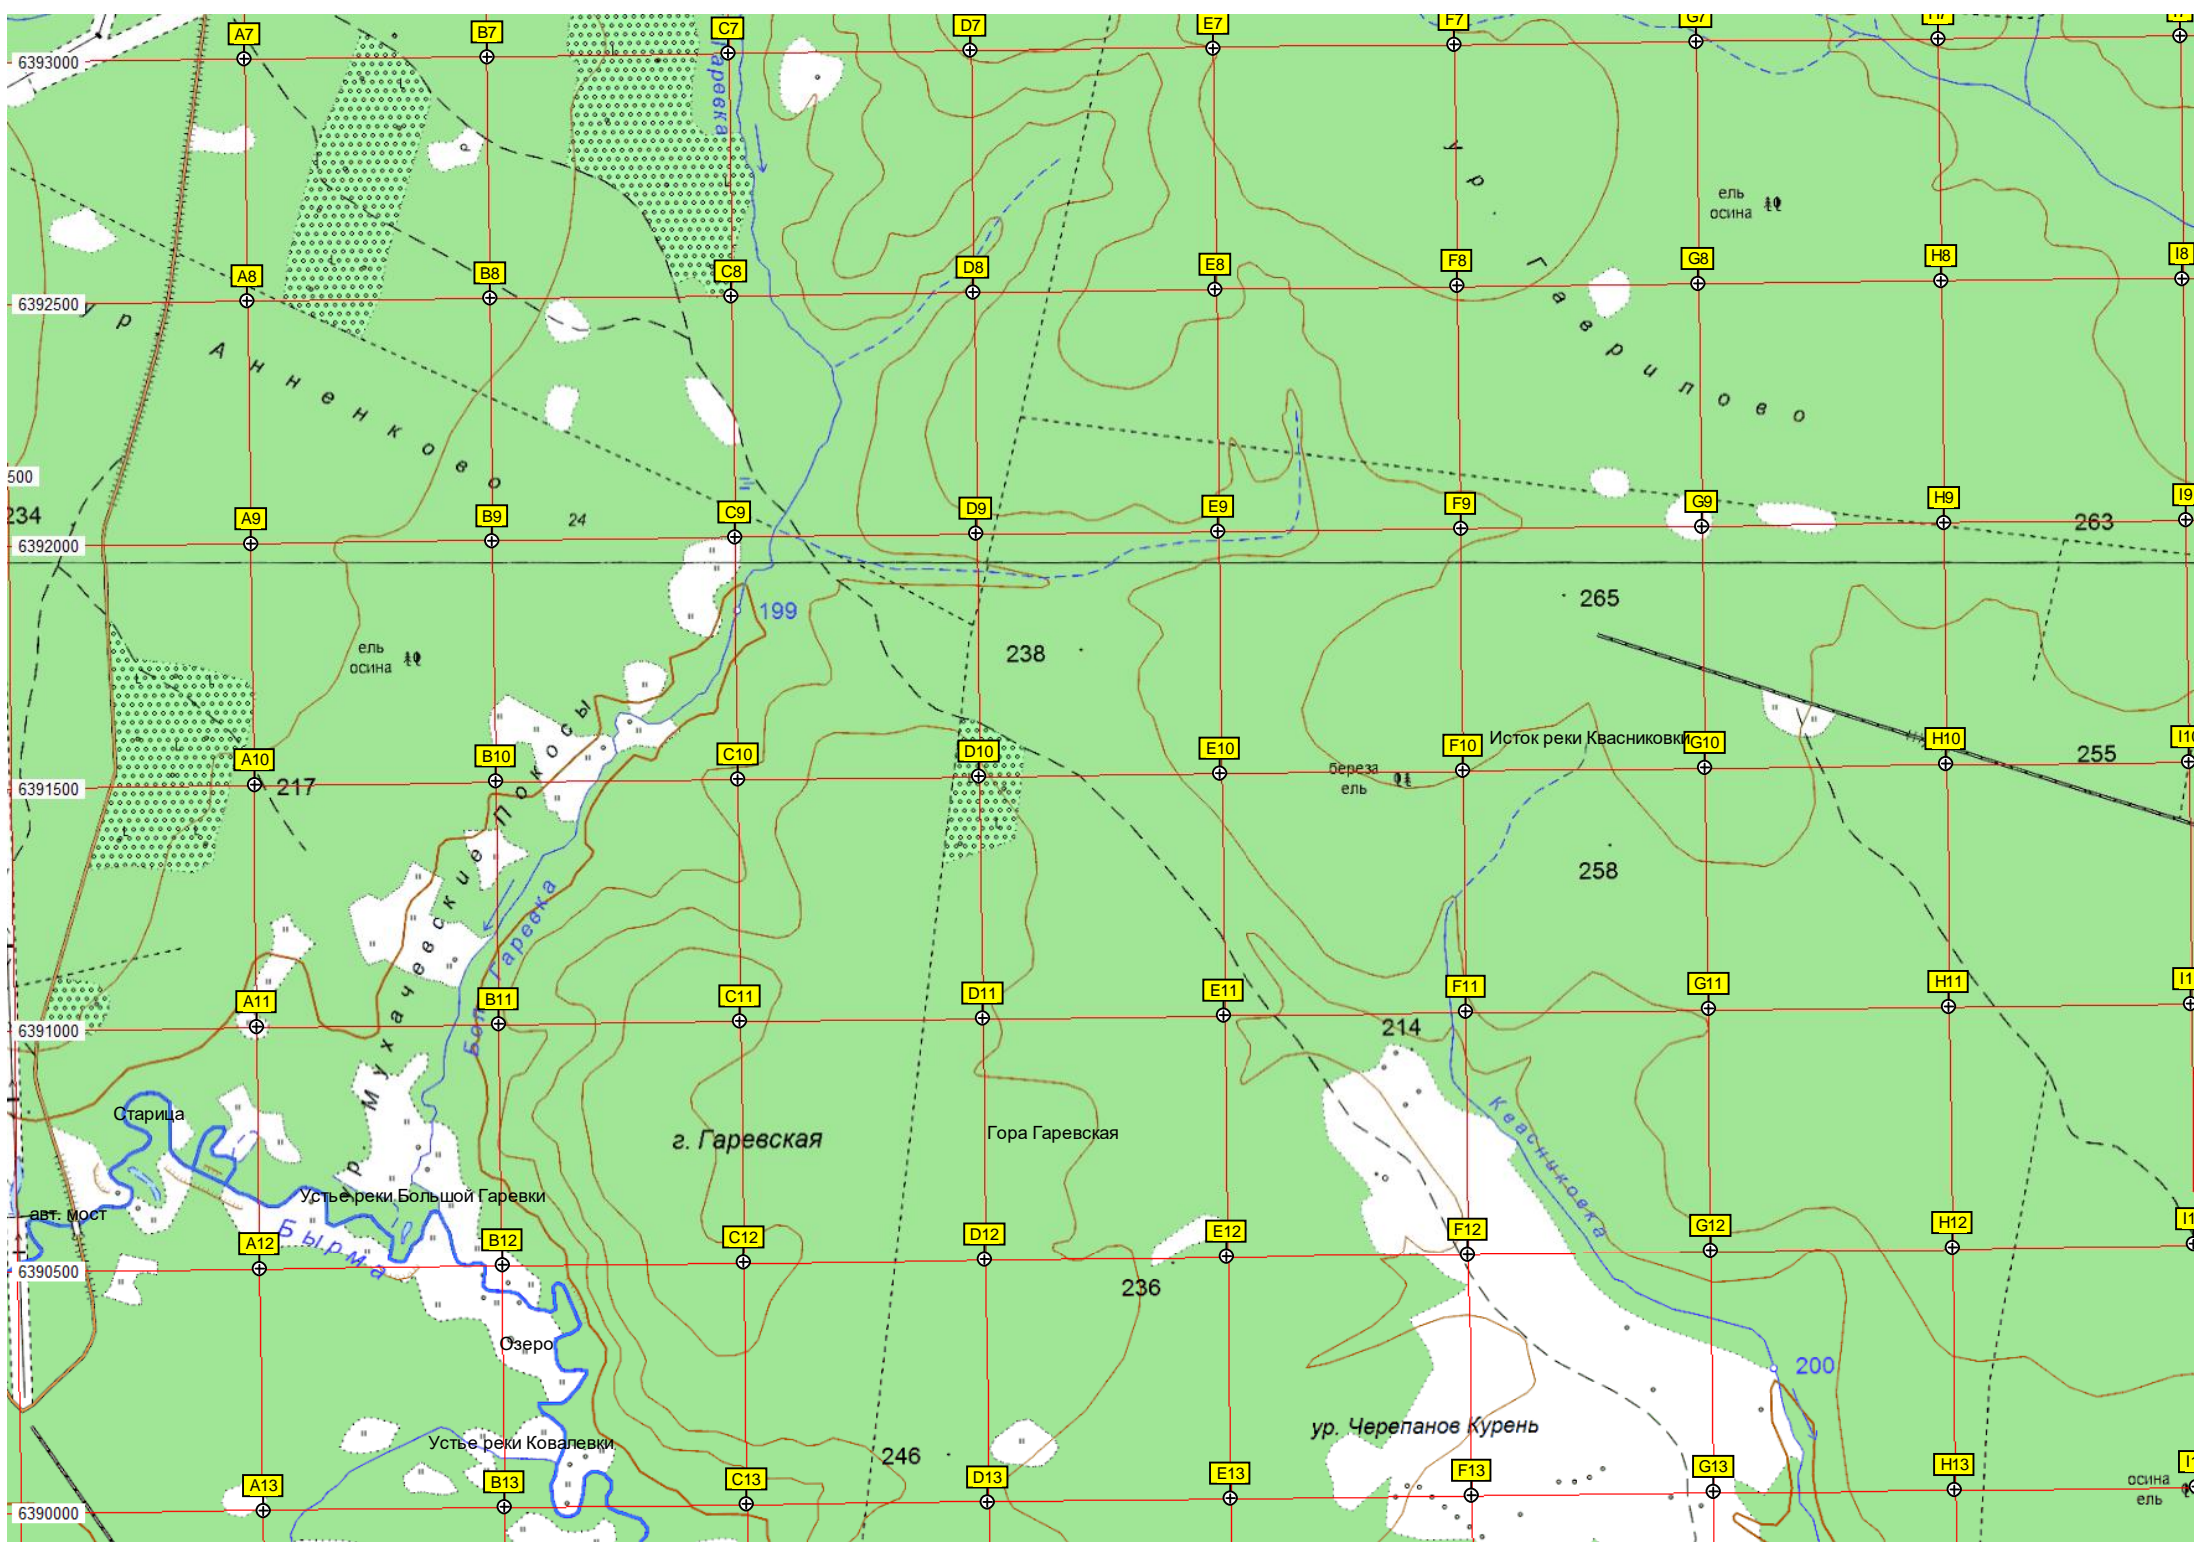 A7
B7
C7
D7
E7
F7
G7
H7
6393000
Гаревка
ур. Гаврилово
ель
осина
A8
B8
C8
D8
E8
F8
G8
H8
I8
6392500
ур Анненково
500
234
A9
B9
24
C9
D9
E9
F9
G9
H9
I9
263
6392000
199
265
238
ель
осина
A10
B10
C10
D10
E10
F10
Исток реки Квасниковки
G10
H10
255
6391500
217
береза
ель
258
ур. Мухачевские Покосы
Бол. Гаревка
A11
B11
C11
D11
E11
F11
G11
H11
6391000
214
Старица
г. Гаревская
Гора Гаревская
Квасниковка
Устье реки Большой Гаревки
авт. мост
Бырма
A12
B12
C12
D12
E12
F12
G12
H12
6390500
236
Озеро
200
ур. Черепанов Курень
Устье реки Ковалевки
246
A13
B13
C13
D13
E13
F13
G13
H13
6390000
осина
ель